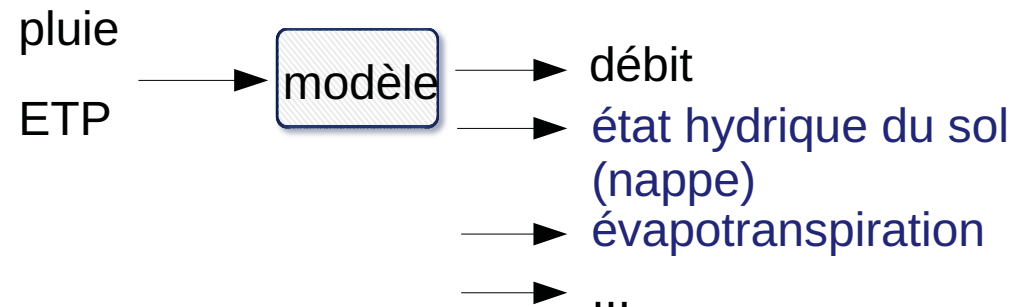 pluie
ETP
modèle
débit
état hydrique du sol
(nappe)
évapotranspiration
...